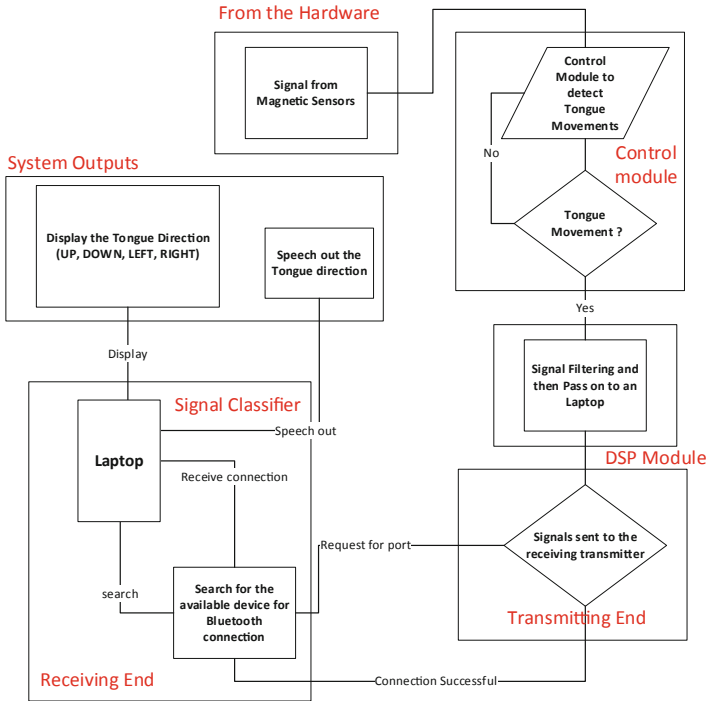 From the Hardware
Signal from
Magnetic Sensors
Control
Module to
detect
Tongue
Movements
No
Control
module
Tongue
Movement ?
Yes
System Outputs
Display the Tongue Direction
(UP, DOWN, LEFT, RIGHT)
Speech out the
Tongue direction
Display
Signal Filtering and
then Pass on to an
Laptop
DSP Module
Signal Classifier
Speech out
Laptop
Receive connection
search
Search for the
available device for
Bluetooth
connection
Receiving End
Request for port
Signals sent to the
receiving transmitter
Transmitting End
Connection Successful